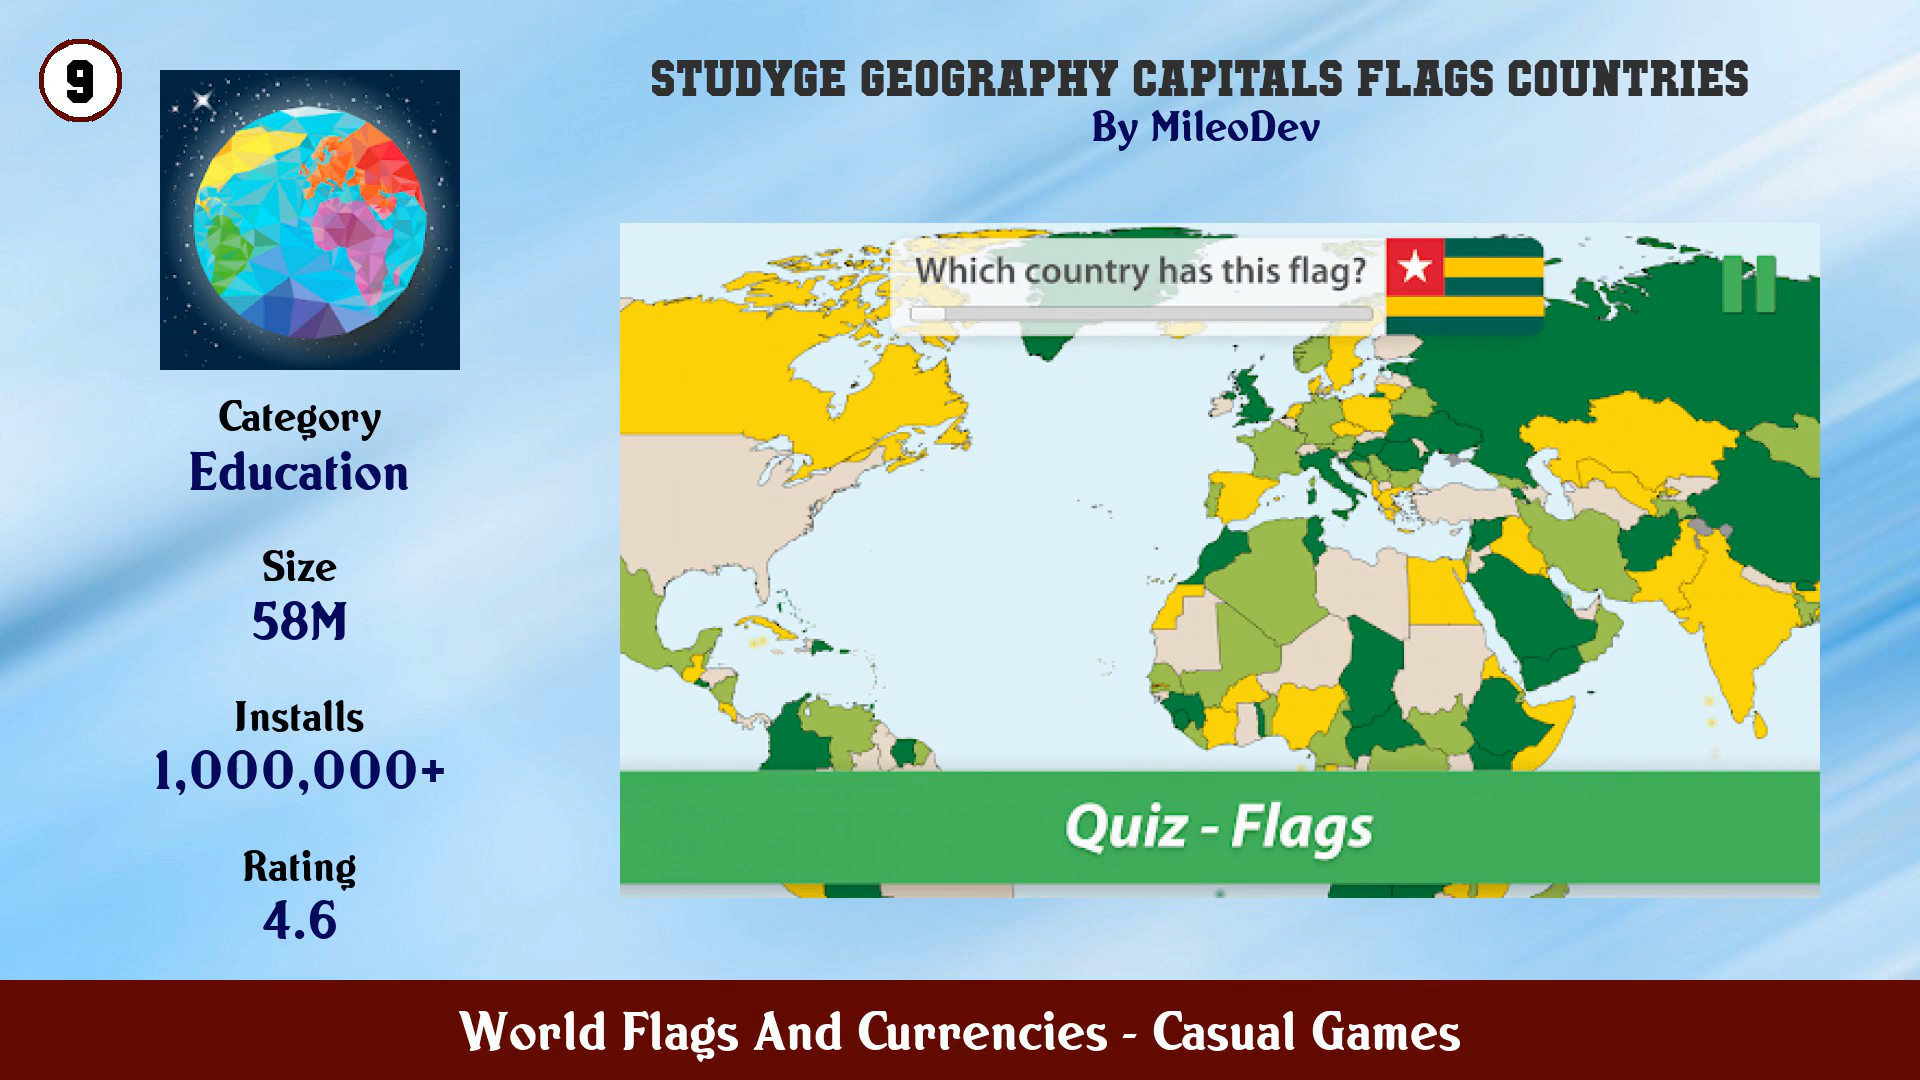 9
STUDYGE GEOGRAPHY CAPITALS FLAGS COUNTRIES
By MileoDev
Category
Education
Size
58M
Installs
1,000,000+
Rating
4.6
Which country has this flag?
Quiz - Flags
World Flags And Currencies - Casual Games